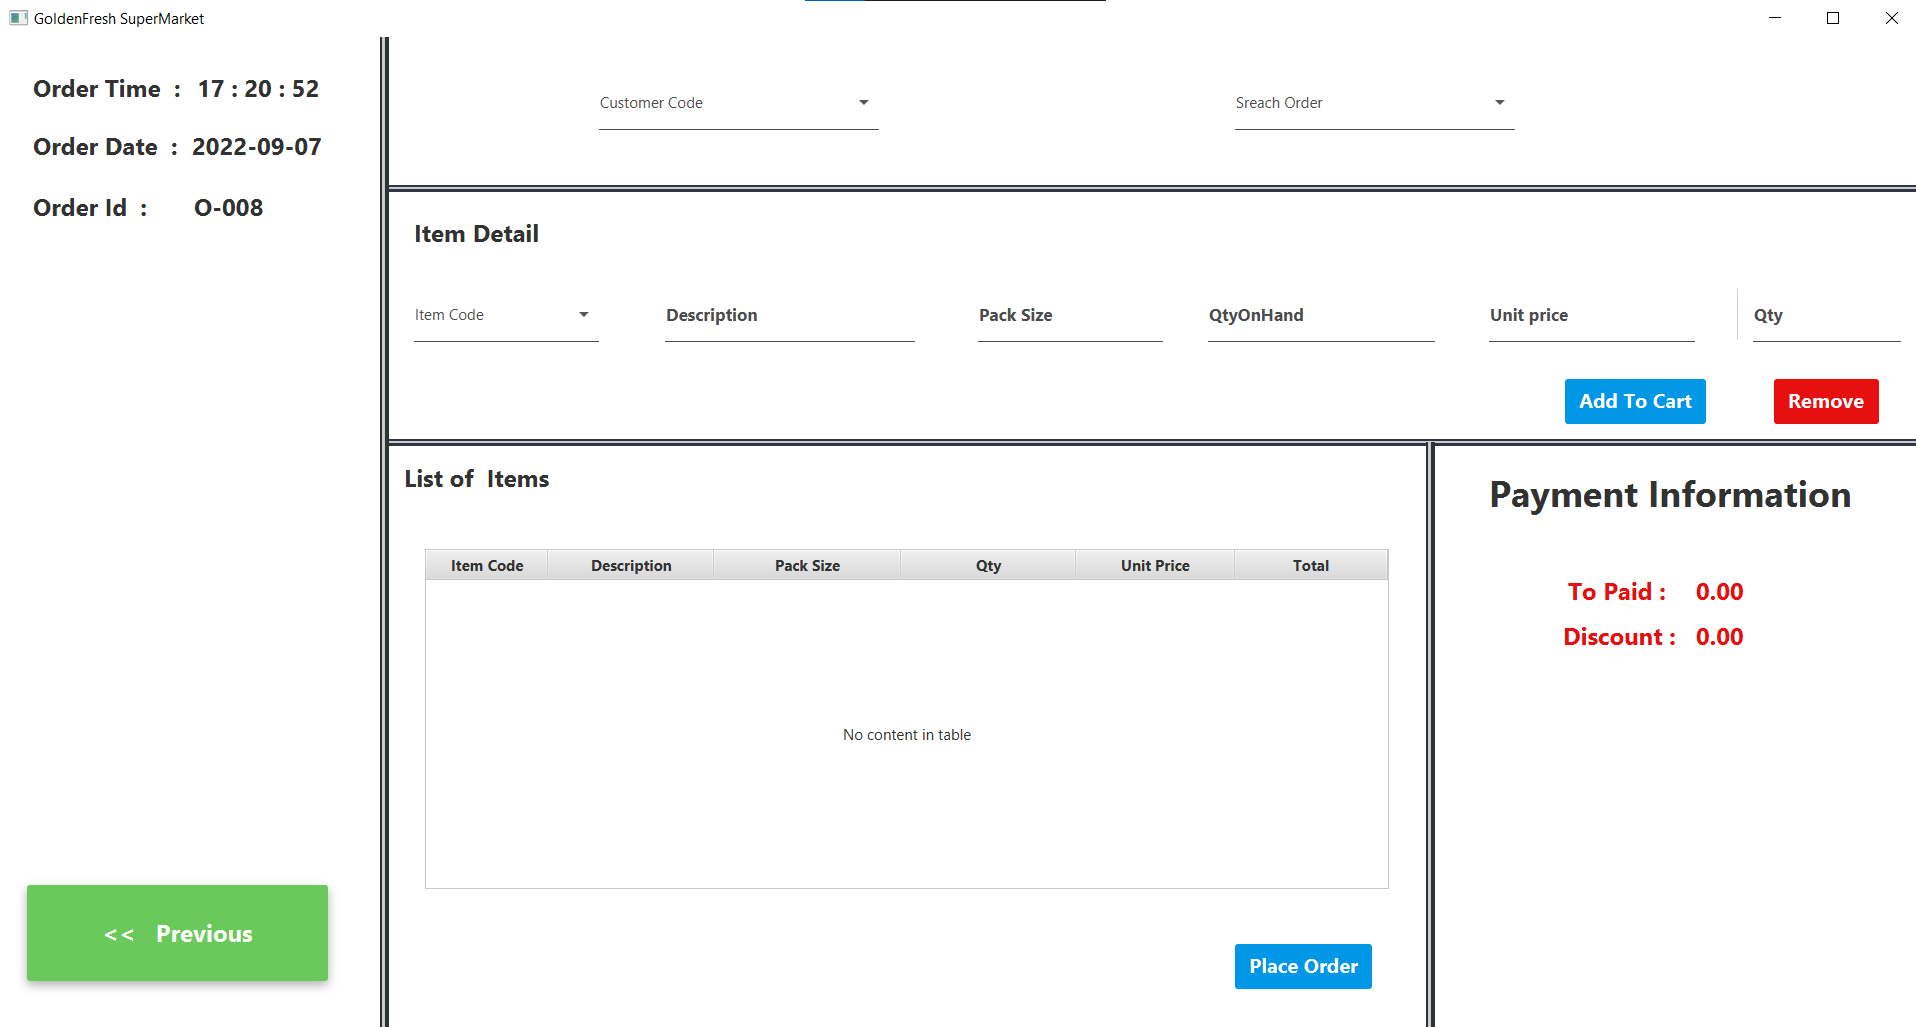 GoldenFresh SuperMarket
Order Time : 17 : 20 : 52
Order Date : 2022-09-07
Order Id : O-008
Customer Code
Sreach Order
Item Detail
Item Code Description Pack Size QtyOnHand Unit price Qty
Add To Cart Remove
List of Items
Item Code Description Pack Size Qty Unit Price Total
No content in table
Place Order
Payment Information
To Paid : 0.00
Discount : 0.00
<< Previous